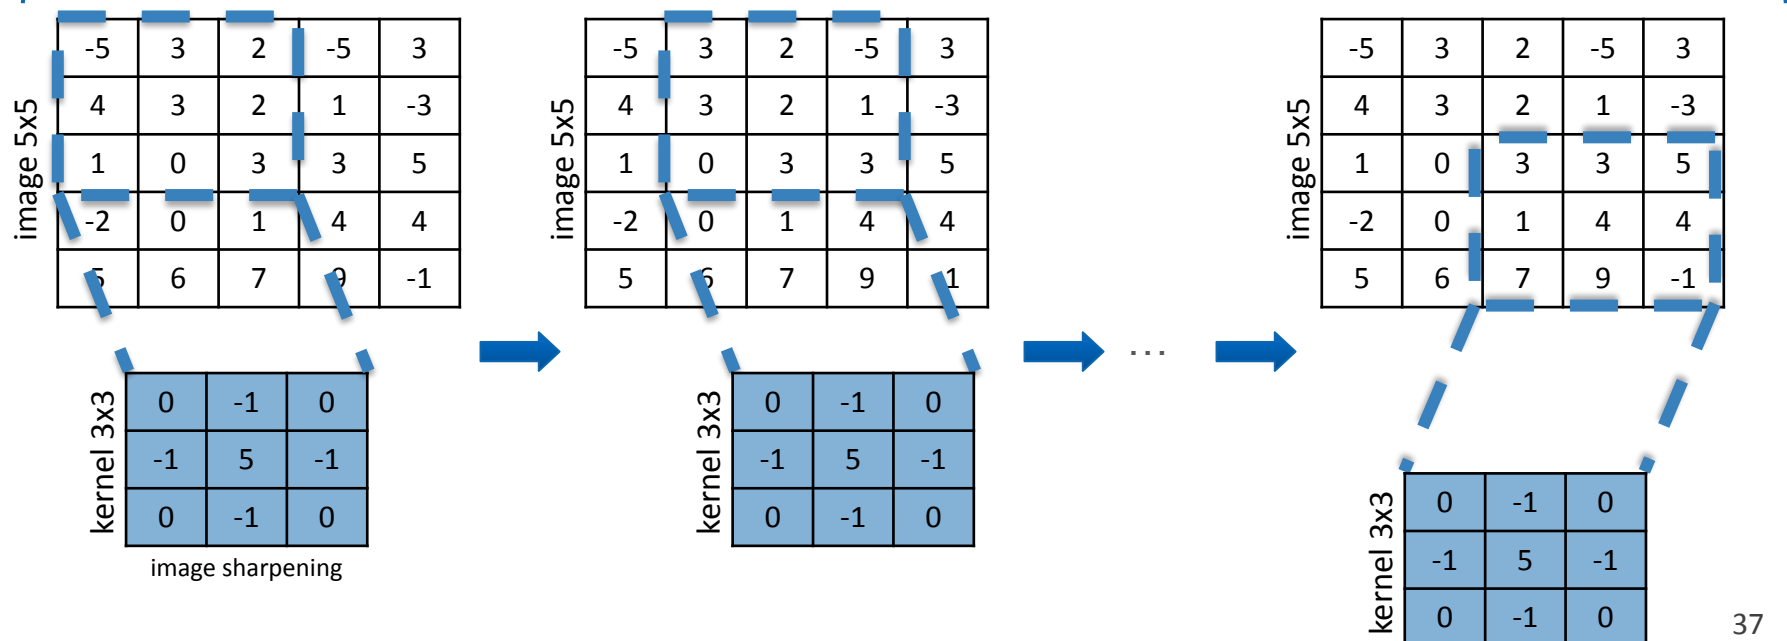 image 5x5
-5 3 2 -5 3
4 3 2 1 -3
1 0 3 3 5
-2 0 1 4 4
5 6 7 9 -1
kernel 3x3
0 -1 0
-1 5 -1
0 -1 0
image sharpening
image 5x5
-5 3 2 -5 3
4 3 2 1 -3
1 0 3 3 5
-2 0 1 4 4
5 6 7 9 -1
kernel 3x3
0 -1 0
-1 5 -1
0 -1 0
...
image 5x5
-5 3 2 -5 3
4 3 2 1 -3
1 0 3 3 5
-2 0 1 4 4
5 6 7 9 -1
kernel 3x3
0 -1 0
-1 5 -1
0 -1 0
37